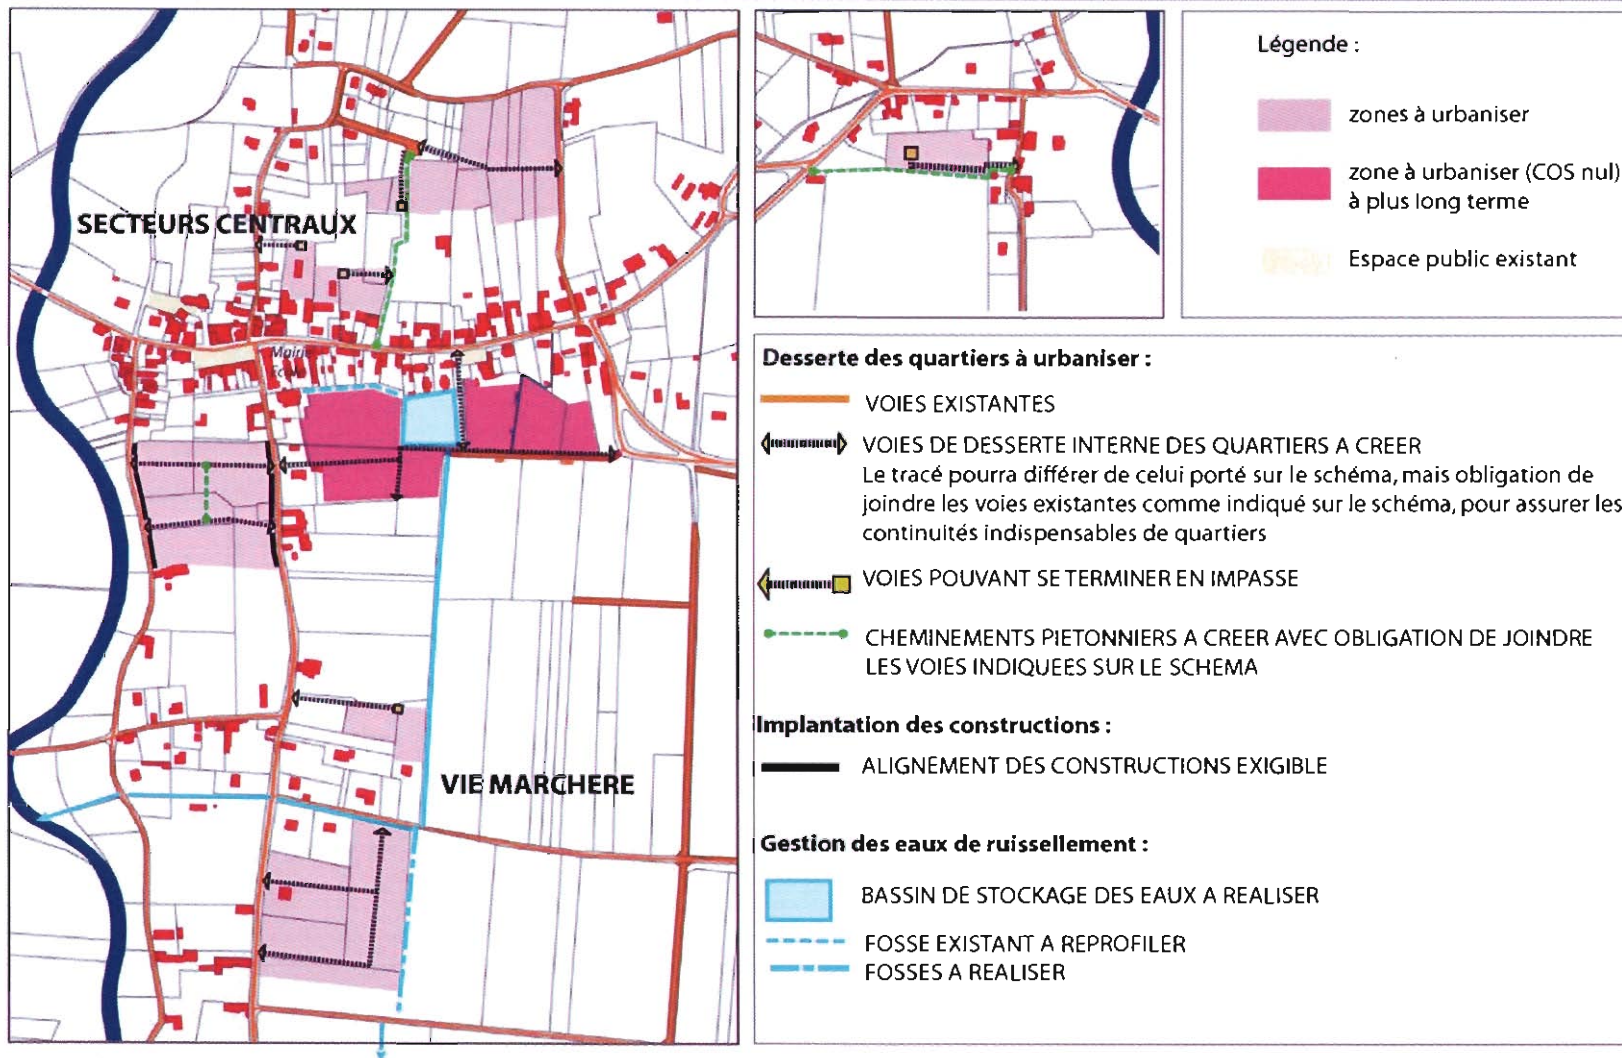 SECTEURS CENTRAUX
Mairie
VIE MARCHERE
Légende :
zones à urbaniser
zone à urbaniser (COS nul)
à plus long terme
Espace public existant
Desserte des quartiers à urbaniser :
VOIES EXISTANTES
VOIES DE DESSERTE INTERNE DES QUARTIERS A CREER
Le tracé pourra différer de celui porté sur le schéma, mais obligation de
joindre les voies existantes comme indiqué sur le schéma, pour assurer les
continuités indispensables de quartiers
VOIES POUVANT SE TERMINER EN IMPASSE
CHEMINEMENTS PIETONNIERS A CREER AVEC OBLIGATION DE JOINDRE
LES VOIES INDIQUEES SUR LE SCHEMA
Implantation des constructions :
ALIGNEMENT DES CONSTRUCTIONS EXIGIBLE
Gestion des eaux de ruissellement :
BASSIN DE STOCKAGE DES EAUX A REALISER
FOSSE EXISTANT A REPROFILER
FOSSES A REALISER